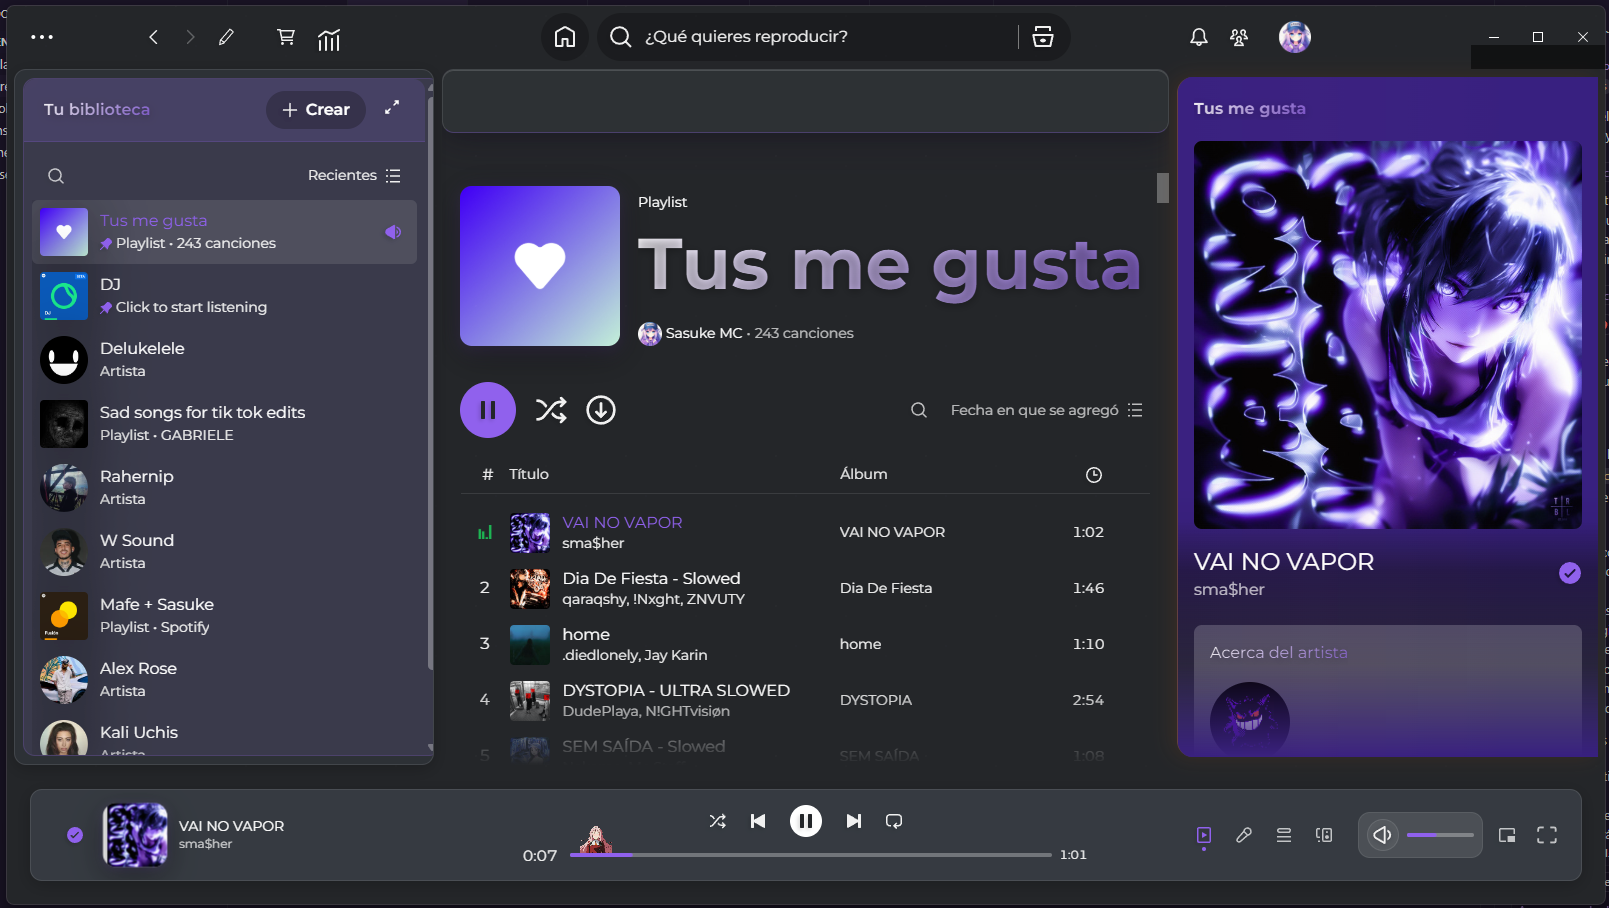 ¿Qué quieres reproducir?
Tu biblioteca
Crear
Recientes
Tus me gusta
Playlist • 243 canciones
DJ
Click to start listening
Delukelele
Artista
Sad songs for tik tok edits
Playlist • GABRIELE
Rahernip
Artista
W Sound
Artista
Mafe + Sasuke
Playlist • Spotify
Alex Rose
Artista
Kali Uchis
Artista
Playlist
Tus me gusta
Sasuke MC • 243 canciones
Fecha en que se agregó
# Título Álbum
VAI NO VAPOR VAI NO VAPOR 1:02
sma$her
2 Dia De Fiesta - Slowed Dia De Fiesta 1:46
qaraqshy, !Nxght, ZNVUTY
3 home home 1:10
.diedlonely, Jay Karin
4 DYSTOPIA - ULTRA SLOWED DYSTOPIA 2:54
DudePlaya, N!GHTvisiøn
5 SEM SAÍDA - Slowed SEM SAÍDA 1:08
Tus me gusta
VAI NO VAPOR
sma$her
Acerca del artista
VAI NO VAPOR
sma$her
0:07
1:01